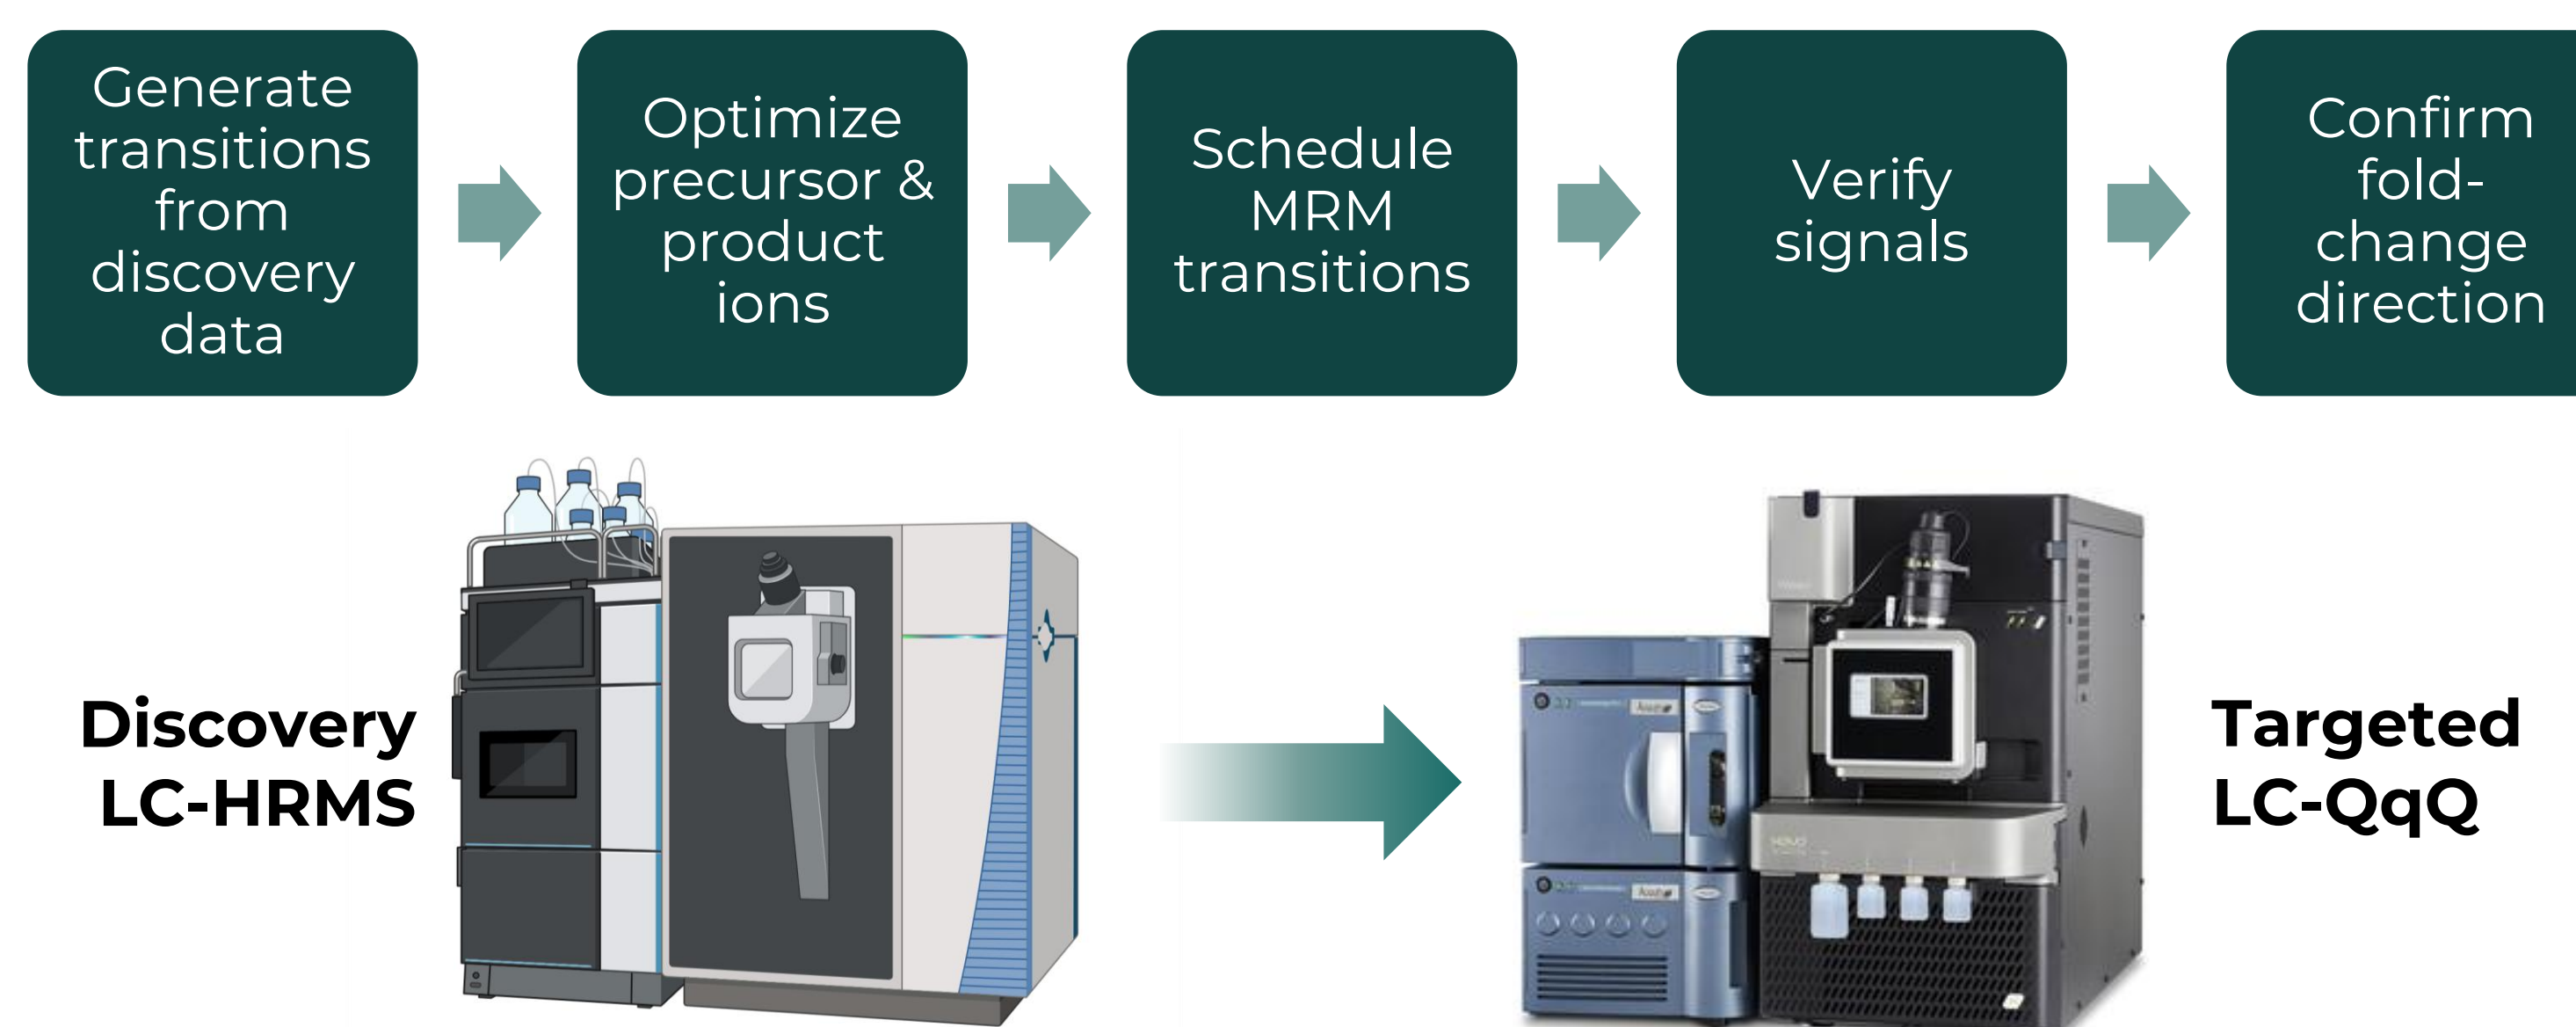 Generate
transitions
from
discovery
data
Optimize
precursor &
product
ions
Schedule
MRM
transitions
Verify
signals
Confirm
fold-
change
direction
Discovery
LC-HRMS
Targeted
LC-QqQ